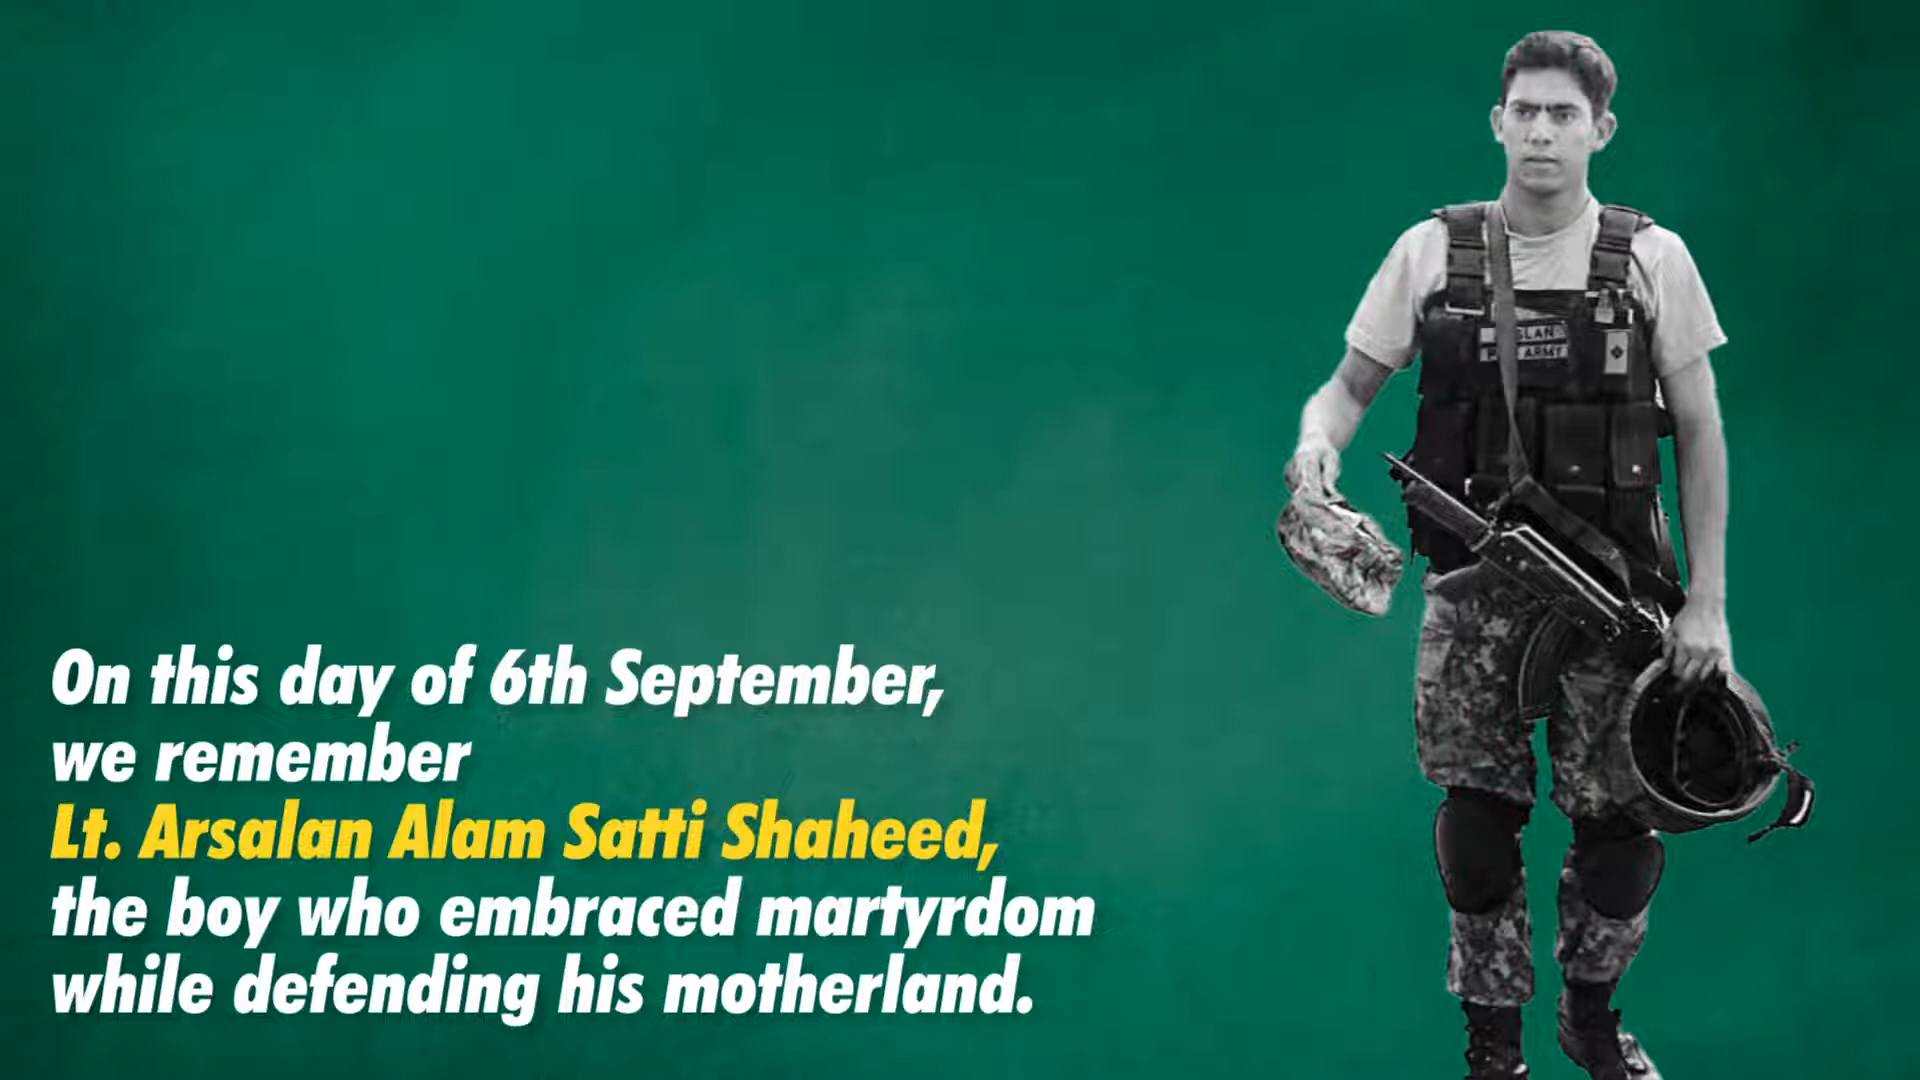 On this day of 6th September,
we remember
Lt. Arsalan Alam Satti Shaheed,
the boy who embraced martyrdom
while defending his motherland.
ARMY